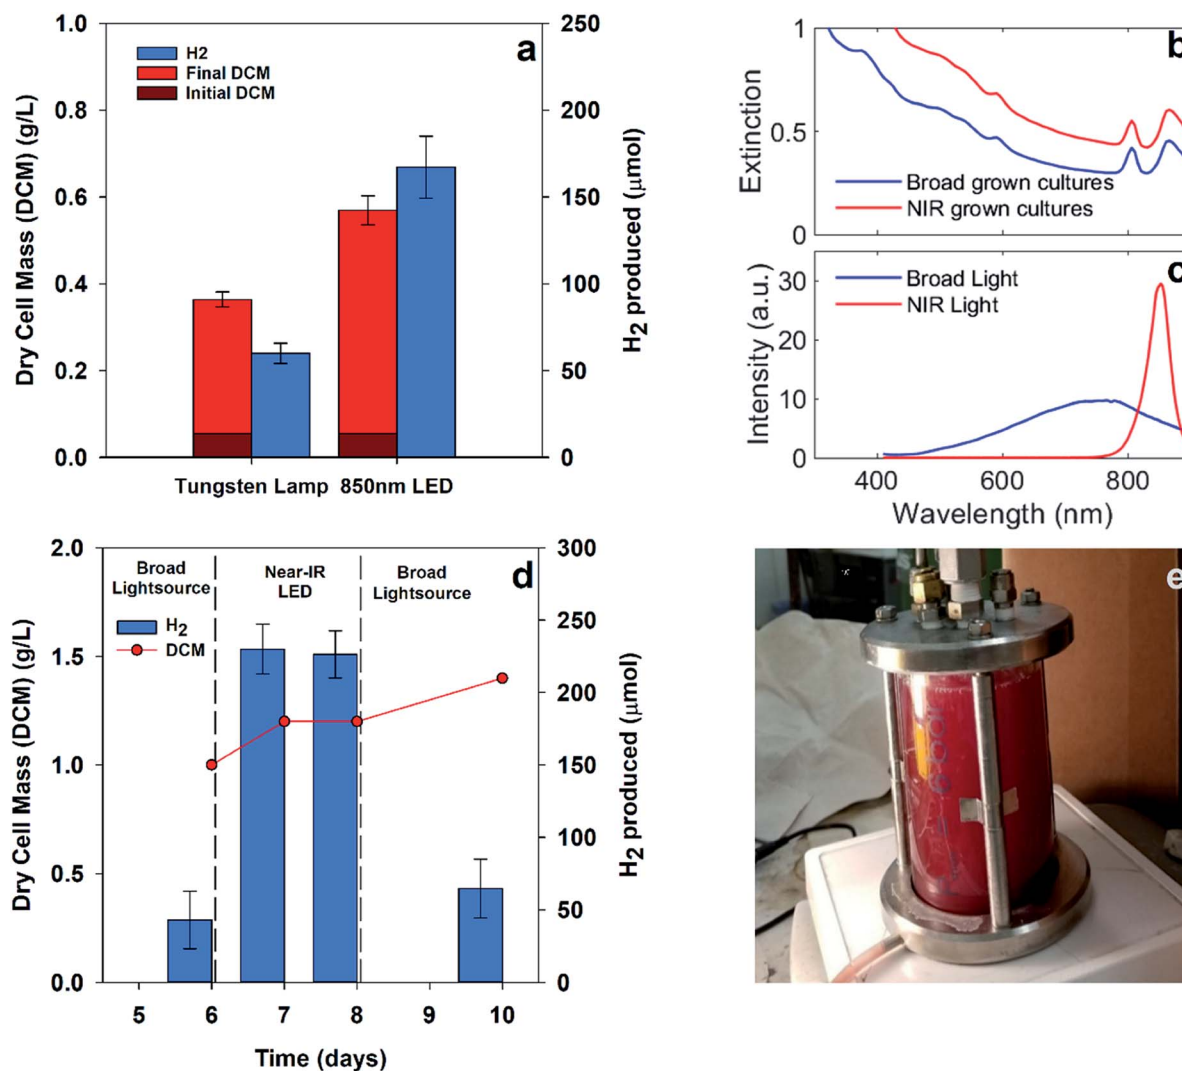 a
1.0
0.8
0.6
0.4
0.2
0.0
Dry Cell Mass (DCM) (g/L)
H2
Final DCM
Initial DCM
250
200
150
100
50
0
H2 produced (μmol)
Tungsten Lamp 850nm LED
b
1
0.5
0
Extinction
Broad grown cultures
NIR grown cultures
c
30
20
10
0
Intensity (a.u.)
Broad Light
NIR Light
400 600 800
Wavelength (nm)
d
2.0
1.5
1.0
0.5
0.0
Dry Cell Mass (DCM) (g/L)
Broad
Lightsource
Near-IR
LED
Broad
Lightsource
H2
DCM
300
250
200
150
100
50
0
H2 produced (μmol)
5 6 7 8 9 10
Time (days)
e